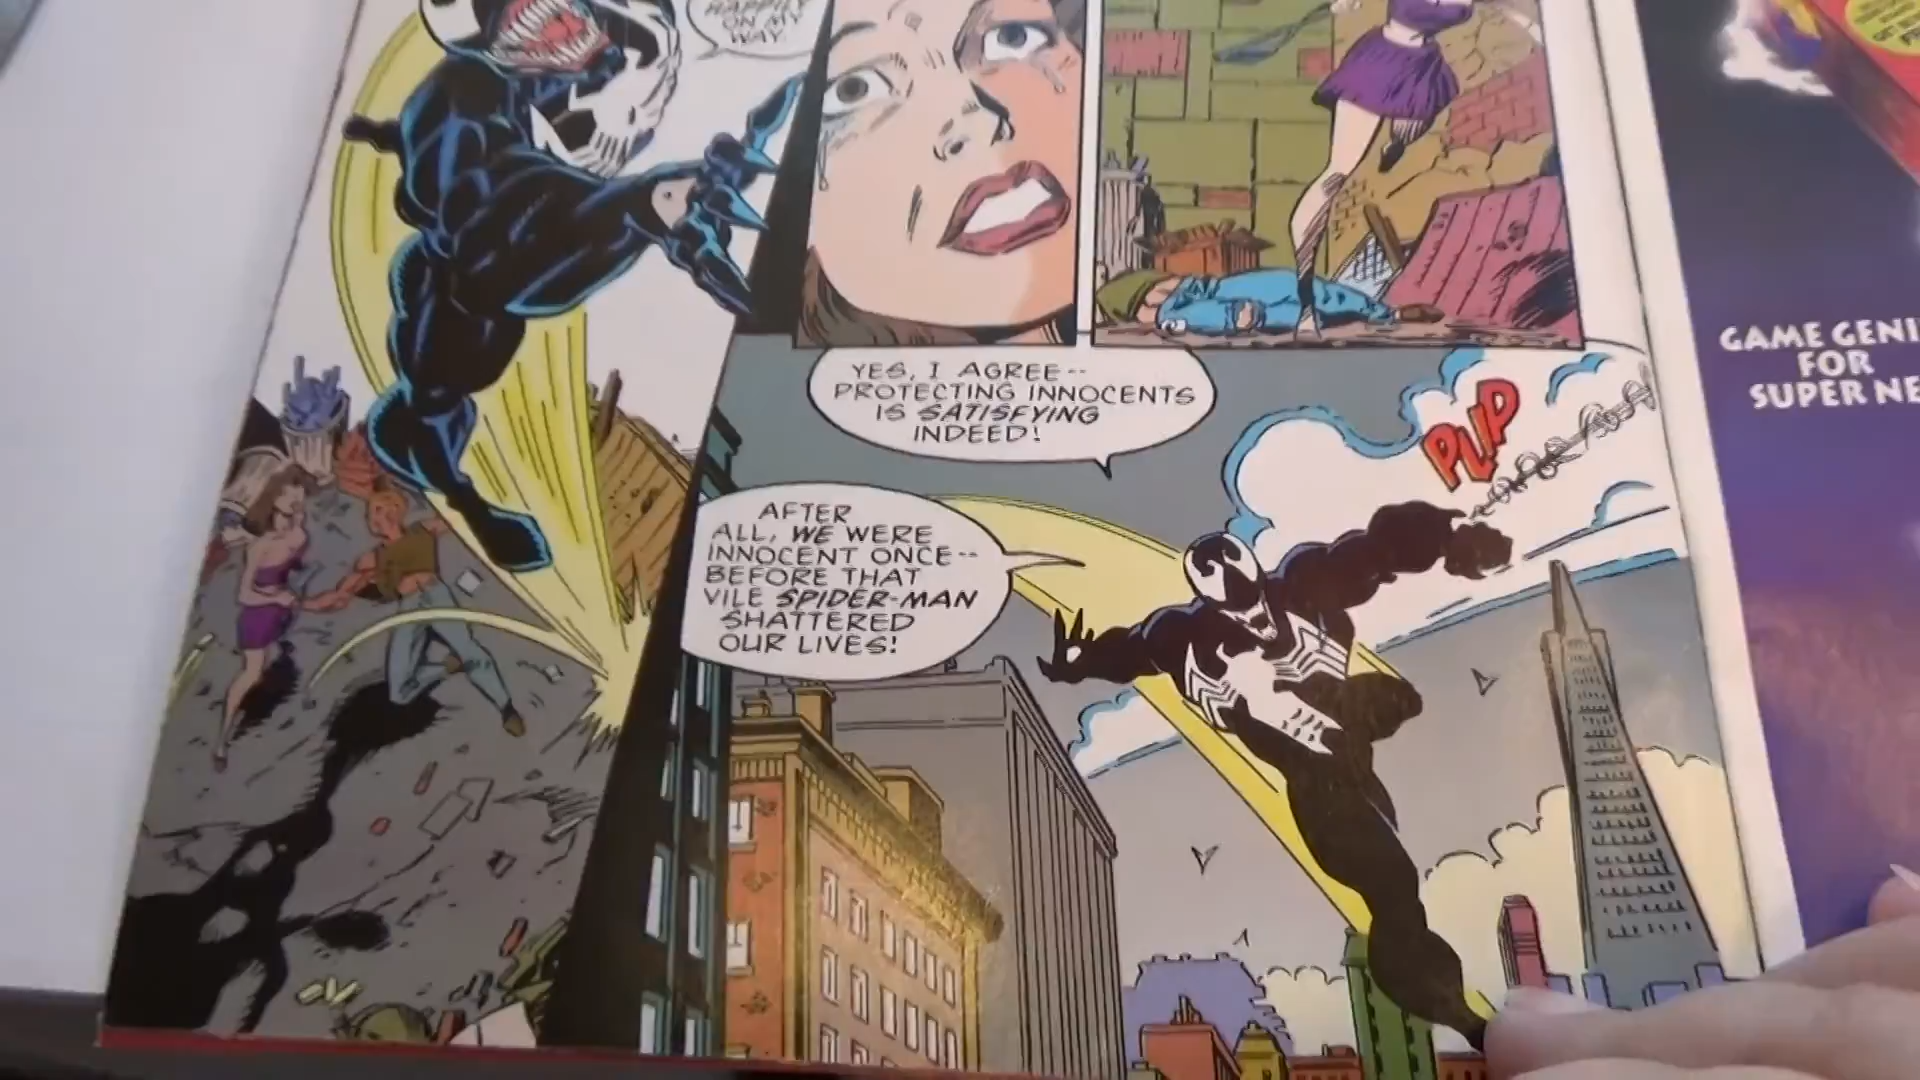 HAPPILY
ON MY
WAY.
YES, I AGREE--
PROTECTING INNOCENTS
IS SATISFYING
INDEED!
PLIP
AFTER
ALL, WE WERE
INNOCENT ONCE--
BEFORE THAT
VILE SPIDER-MAN
SHATTERED
OUR LIVES!
GAME GENI
FOR
SUPER NE